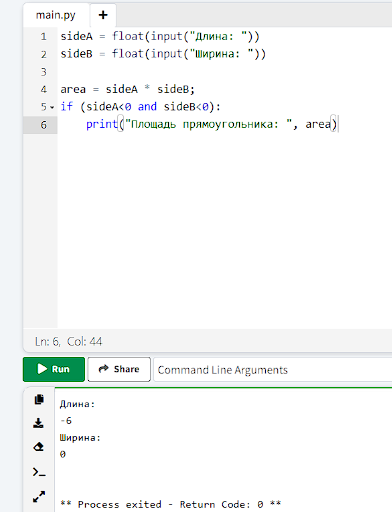 main.py +
1 sideA = float(input("Длина: "))
2 sideB = float(input("Ширина: "))
3
4 area = sideA * sideB;
5 if (sideA<0 and sideB<0):
6 print("Площадь прямоугольника: ", area)
Ln: 6, Col: 44
Run Share Command Line Arguments
Длина:
-6
Ширина:
0
** Process exited - Return Code: 0 **